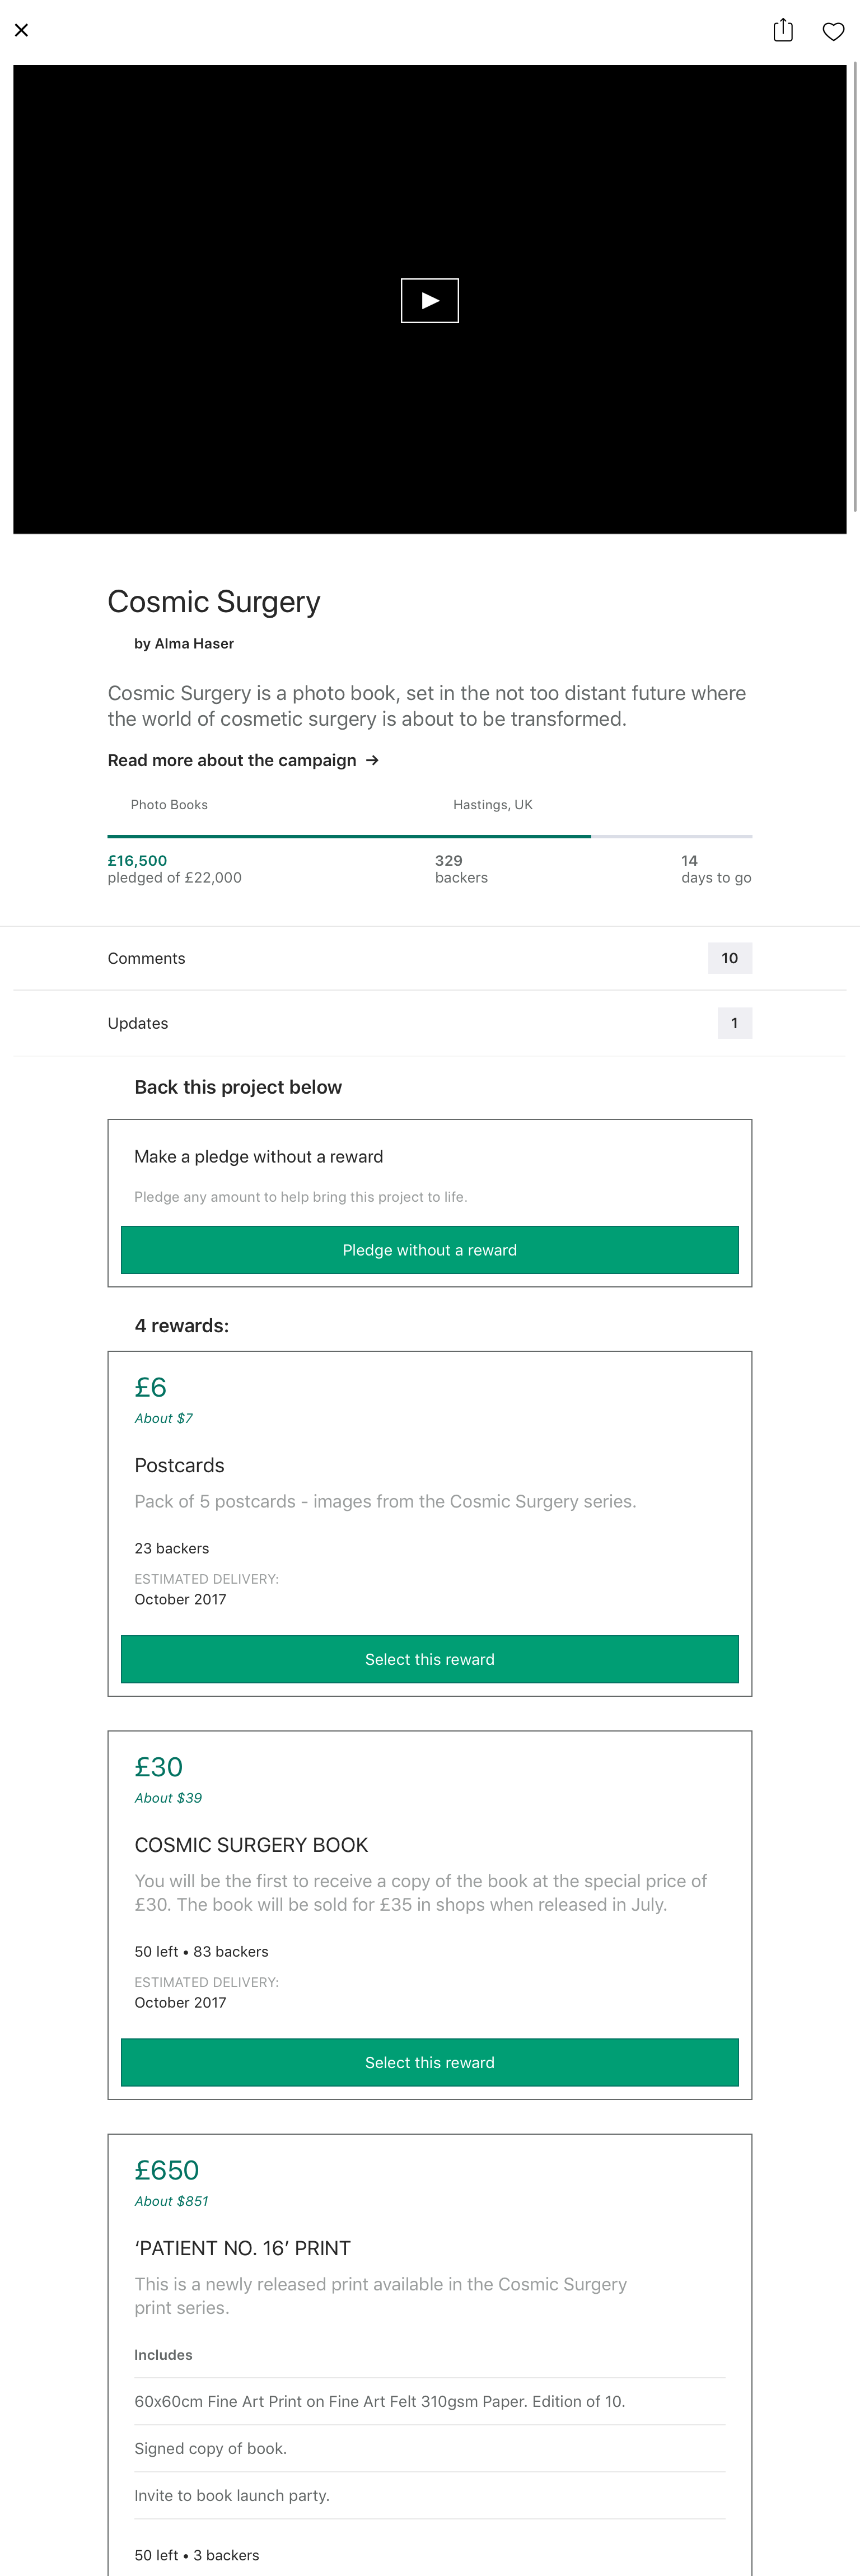 Cosmic Surgery
by Alma Haser
Cosmic Surgery is a photo book, set in the not too distant future where
the world of cosmetic surgery is about to be transformed.
Read more about the campaign →
Photo Books
Hastings, UK
£16,500
pledged of £22,000
329
backers
14
days to go
Comments
10
Updates
1
Back this project below
Make a pledge without a reward
Pledge any amount to help bring this project to life.
Pledge without a reward
4 rewards:
£6
About $7
Postcards
Pack of 5 postcards - images from the Cosmic Surgery series.
23 backers
ESTIMATED DELIVERY:
October 2017
Select this reward
£30
About $39
COSMIC SURGERY BOOK
You will be the first to receive a copy of the book at the special price of
£30. The book will be sold for £35 in shops when released in July.
50 left • 83 backers
ESTIMATED DELIVERY:
October 2017
Select this reward
£650
About $851
‘PATIENT NO. 16’ PRINT
This is a newly released print available in the Cosmic Surgery
print series.
Includes
60x60cm Fine Art Print on Fine Art Felt 310gsm Paper. Edition of 10.
Signed copy of book.
Invite to book launch party.
50 left • 3 backers